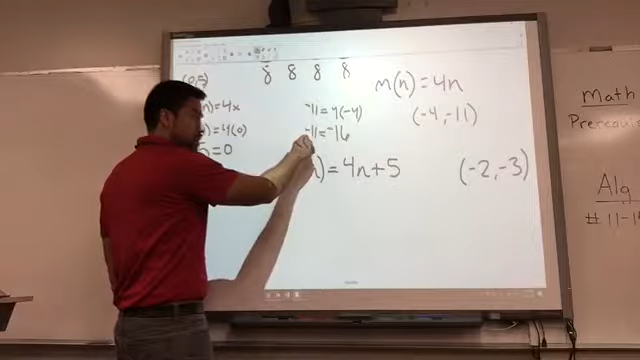 8 8 8 8
m(n) = 4n
(0,5)
n) = 4x
-11 = 4(-4)
(-4, -11)
) = 4(0)
-11 = -16
5 = 0
n) = 4n + 5
(-2, -3)
Math
Prerequis
Alg
# 11-1